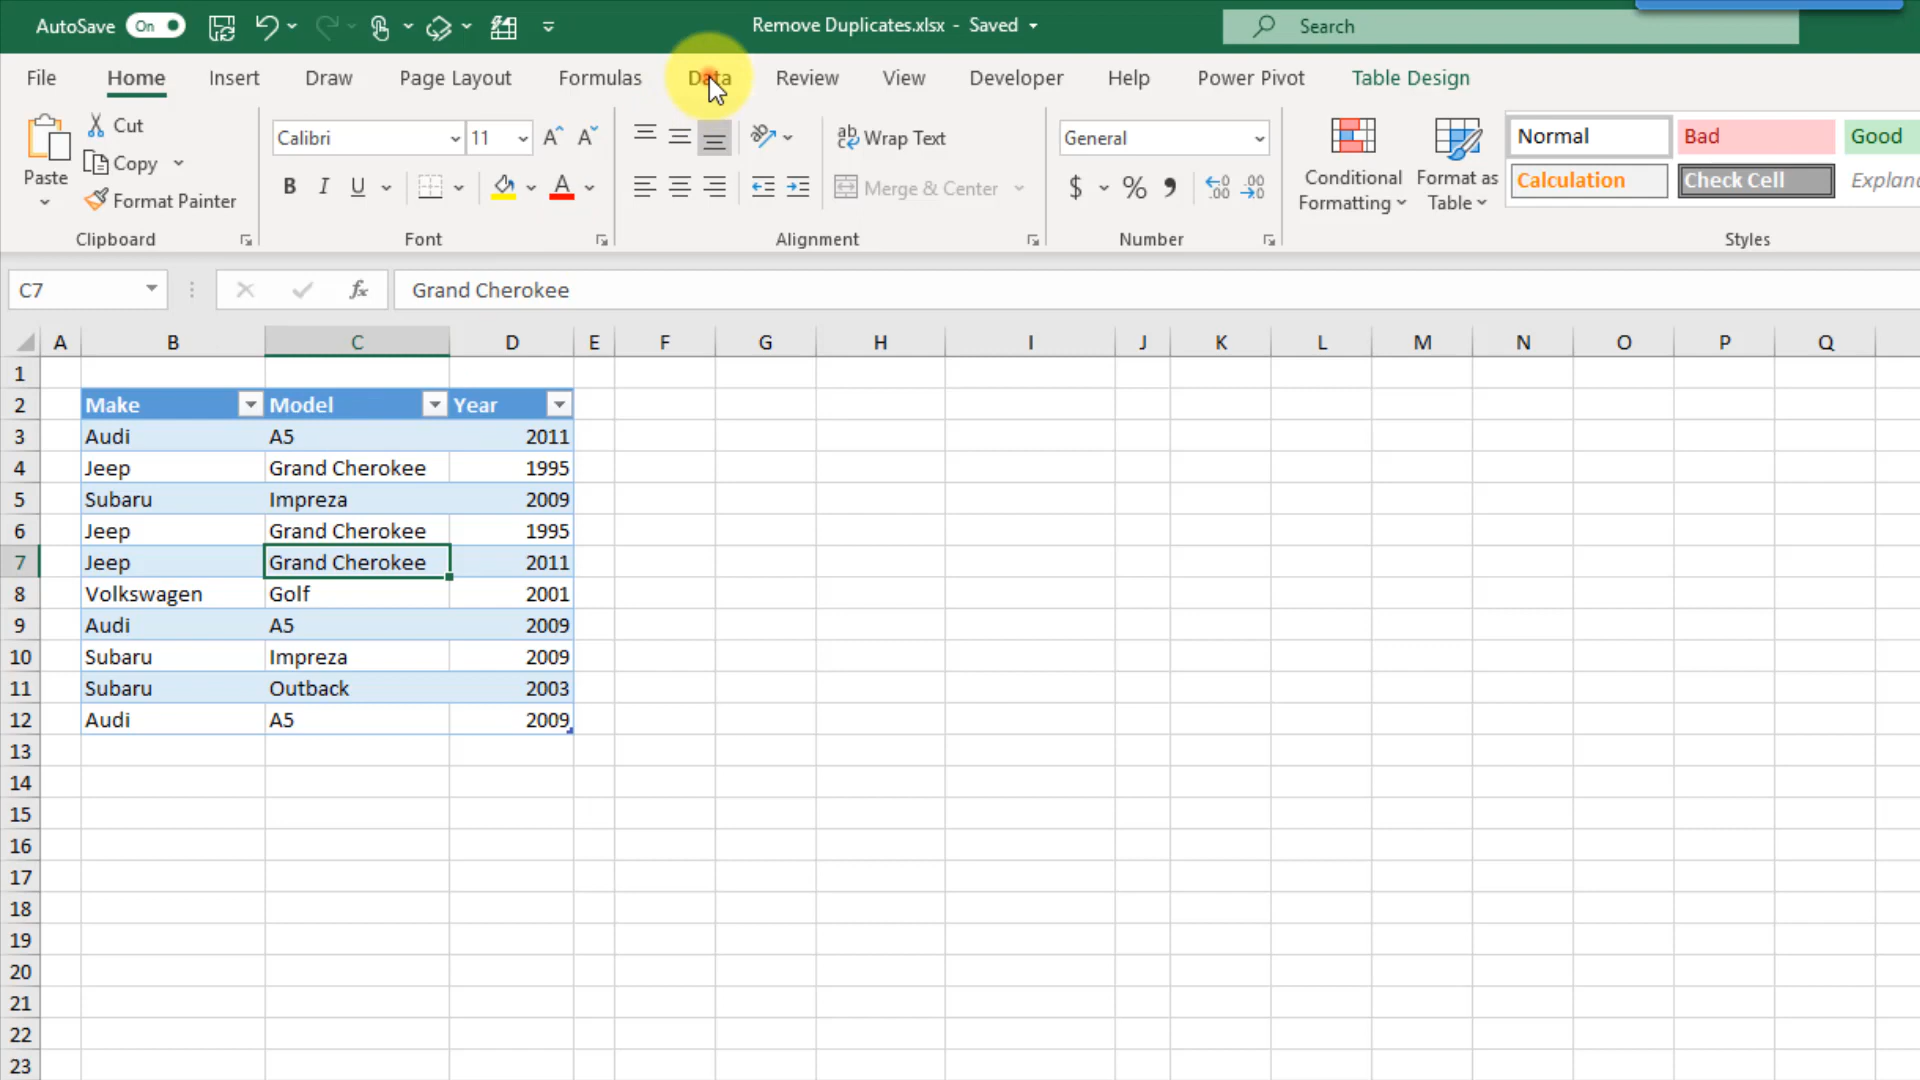 AutoSave On Remove Duplicates.xlsx - Saved Search
File Home Insert Draw Page Layout Formulas Data Review View Developer Help Power Pivot Table Design
Paste
Cut
Copy
Format Painter
Clipboard
Calibri 11
B I U
Font
Wrap Text
Merge & Center
Alignment
General
$ % 9 .00 .00
Number
Conditional Formatting
Format as Table
Normal Bad Good
Calculation Check Cell
Styles
C7 fx Grand Cherokee
A B C D E F G H I J K L M N O P Q
1
2 Make Model Year
3 Audi A5 2011
4 Jeep Grand Cherokee 1995
5 Subaru Impreza 2009
6 Jeep Grand Cherokee 1995
7 Jeep Grand Cherokee 2011
8 Volkswagen Golf 2001
9 Audi A5 2009
10 Subaru Impreza 2009
11 Subaru Outback 2003
12 Audi A5 2009
13
14
15
16
17
18
19
20
21
22
23